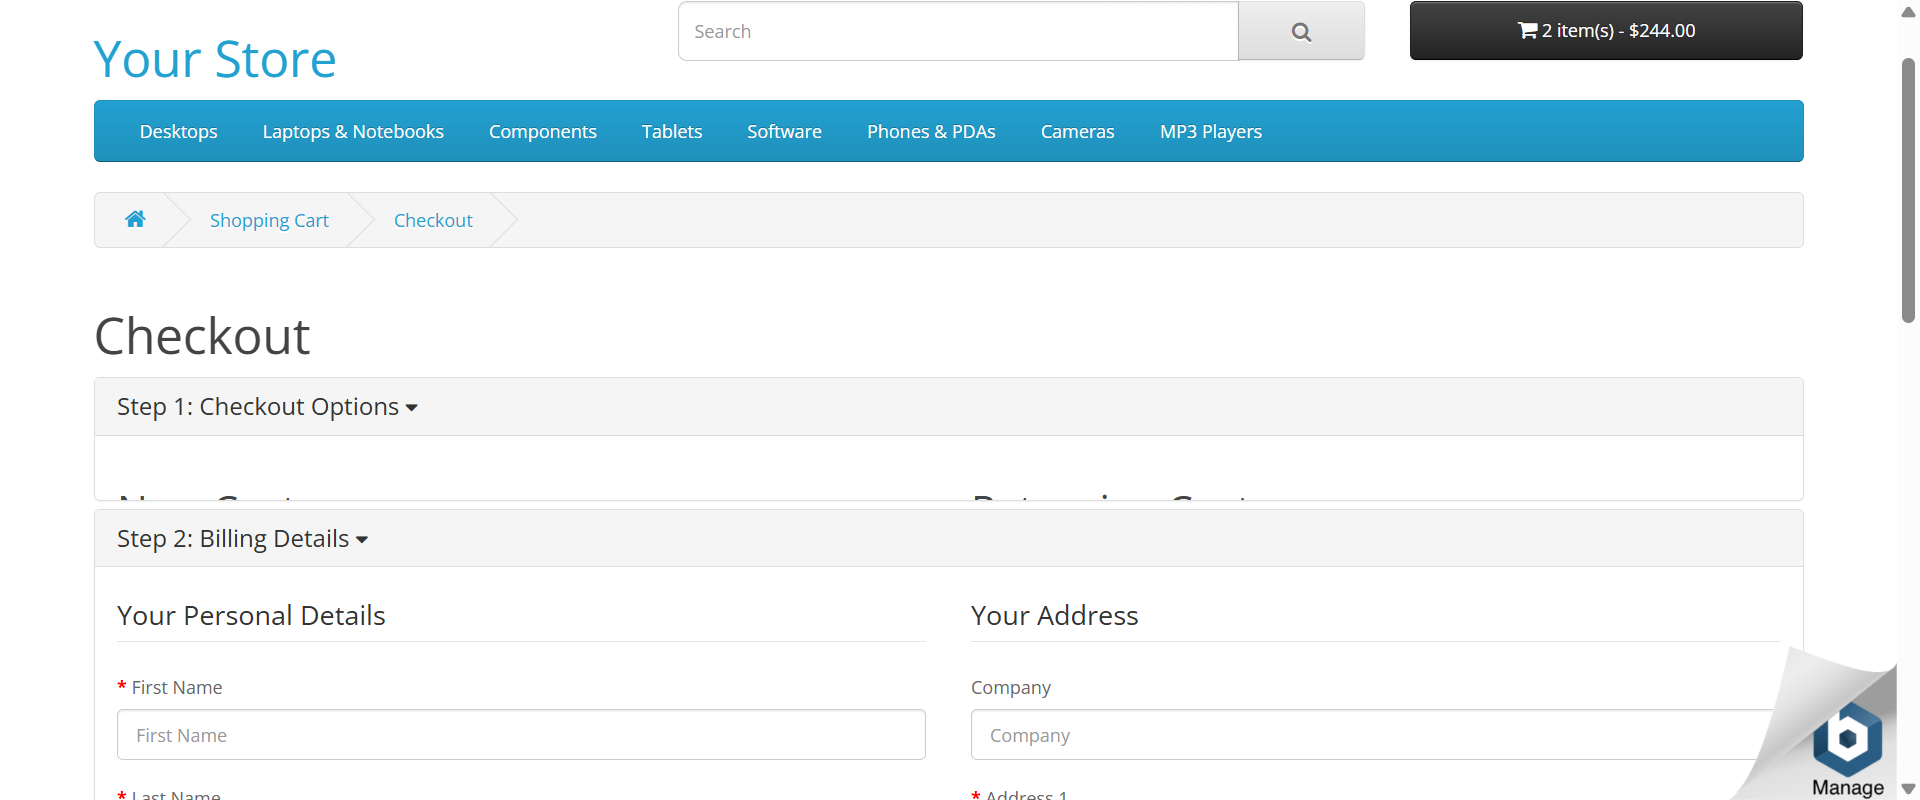 Your Store
Search
2 item(s) - $244.00
Desktops
Laptops & Notebooks
Components
Tablets
Software
Phones & PDAs
Cameras
MP3 Players
Shopping Cart
Checkout
Checkout
Step 1: Checkout Options
Step 2: Billing Details
Your Personal Details
Your Address
* First Name
Company
First Name
Company
* Last Name
* Address 1
Manage